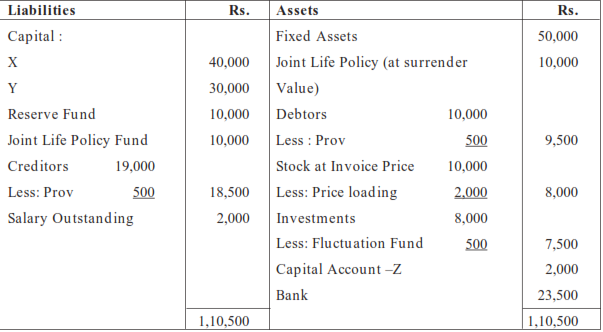 Liabilities Rs. Assets Rs.
Capital : Fixed Assets 50,000
X 40,000 Joint Life Policy (at surrender 10,000
Y 30,000 Value)
Reserve Fund 10,000 Debtors 10,000
Joint Life Policy Fund 10,000 Less : Prov 500 9,500
Creditors 19,000 Stock at Invoice Price 10,000
Less: Prov 500 18,500 Less: Price loading 2,000 8,000
Salary Outstanding 2,000 Investments 8,000
Less: Fluctuation Fund 500 7,500
Capital Account –Z 2,000
Bank 23,500
1,10,500 1,10,500